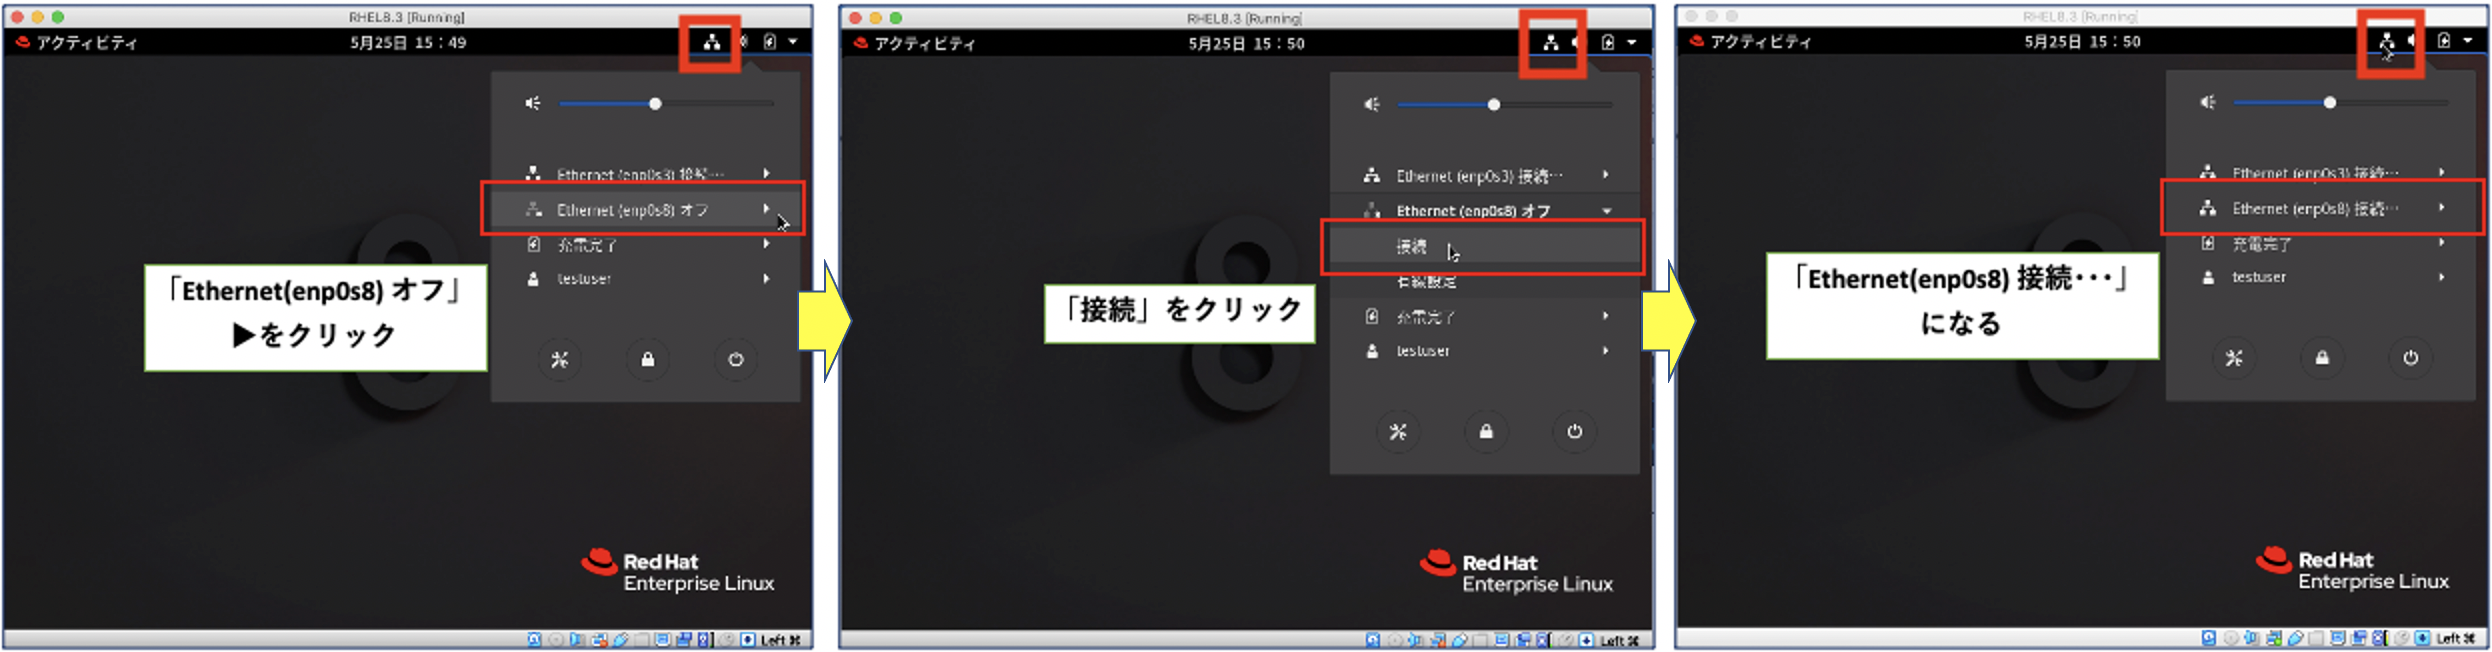 RHEL8.3 [Running]
アクティビティ
5月25日 15：49
Ethernet (enp0s3) 接続…
Ethernet (enp0s8) オフ
充電完了
testuser
「Ethernet(enp0s8) オフ」
▶をクリック
Red Hat
Enterprise Linux
Left ⌘
RHEL8.3 [Running]
アクティビティ
5月25日 15：50
Ethernet (enp0s3) 接続…
Ethernet (enp0s8) オフ
接続
有線設定
充電完了
testuser
「接続」をクリック
Red Hat
Enterprise Linux
Left ⌘
RHEL8.3 [Running]
アクティビティ
5月25日 15：50
Ethernet (enp0s3) 接続…
Ethernet (enp0s8) 接続…
充電完了
testuser
「Ethernet(enp0s8) 接続･･･」
になる
Red Hat
Enterprise Linux
Left ⌘